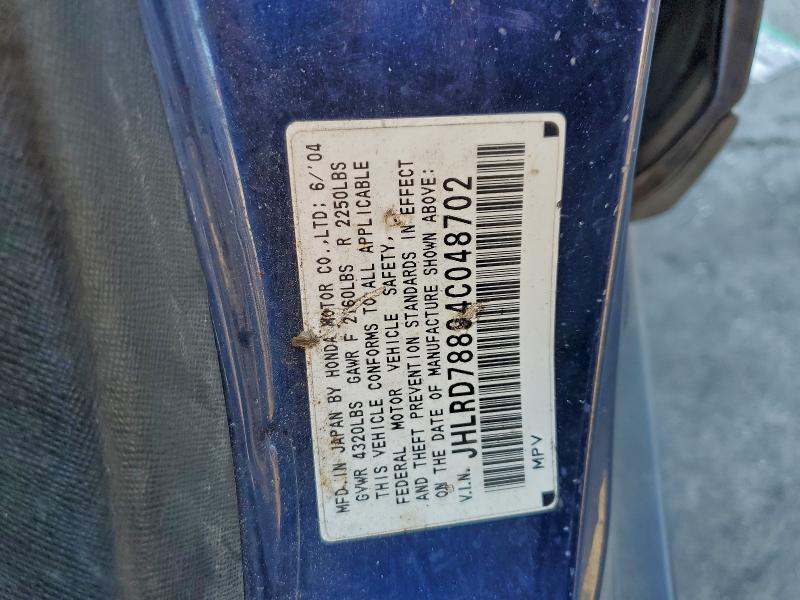 MFD. IN JAPAN BY HONDA MOTOR CO.,LTD; 6/'04
GVWR 4320LBS GAWR F R 2250LBS
THIS VEHICLE CONFORMS TO ALL APPLICABLE
FEDERAL MOTOR VEHICLE SAFETY,
AND THEFT PREVENTION STANDARDS IN EFFECT
ON THE DATE OF MANUFACTURE SHOWN ABOVE:
V.I.N. JHLRD78894C048702
MPV